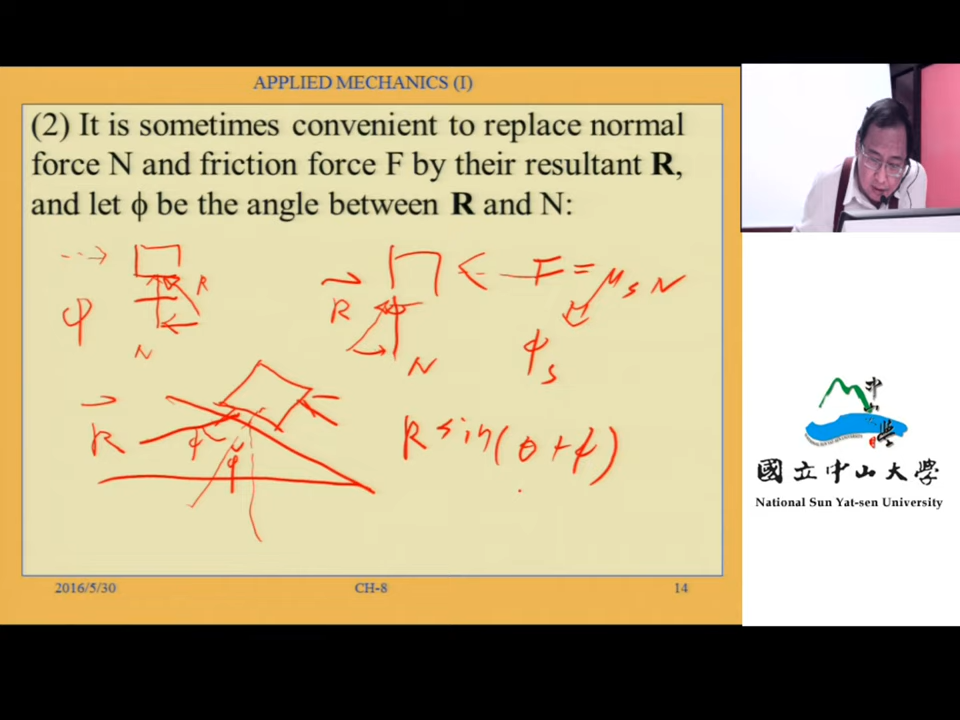 APPLIED MECHANICS (I)
(2) It is sometimes convenient to replace normal
force N and friction force F by their resultant R,
and let ϕ be the angle between R and N:
R
φ
N
R
N
F = μs N
ϕs
R
ϕ
φ
R sin(θ+ϕ)
國立中山大學
National Sun Yat-sen University
2016/5/30
CH-8
14